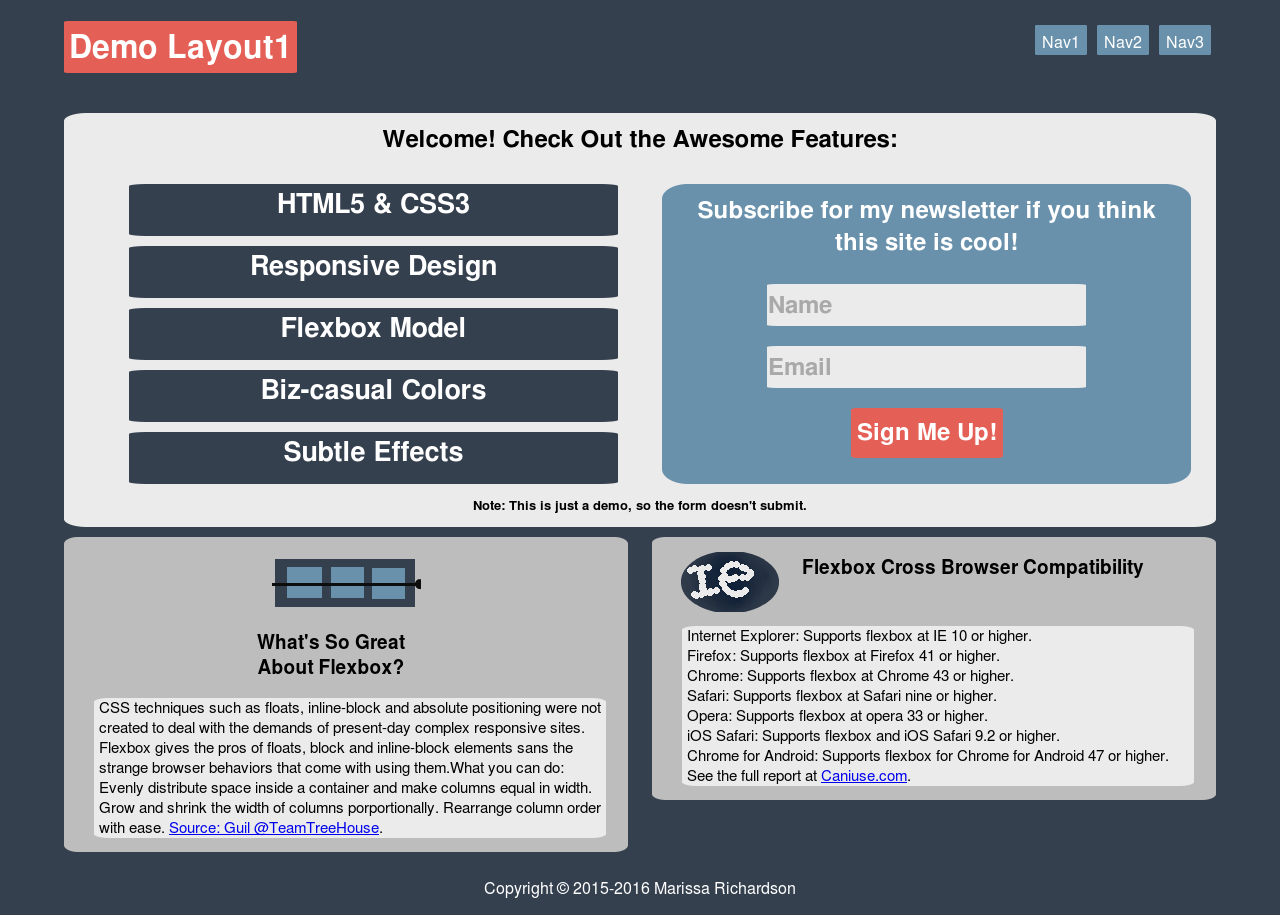 Demo Layout1
Nav1 Nav2 Nav3
Welcome! Check Out the Awesome Features:
HTML5 & CSS3
Responsive Design
Flexbox Model
Biz-casual Colors
Subtle Effects
Subscribe for my newsletter if you think
this site is cool!
Name
Email
Sign Me Up!
Note: This is just a demo, so the form doesn't submit.
What's So Great
About Flexbox?
CSS techniques such as floats, inline-block and absolute positioning were not
created to deal with the demands of present-day complex responsive sites.
Flexbox gives the pros of floats, block and inline-block elements sans the
strange browser behaviors that come with using them.What you can do:
Evenly distribute space inside a container and make columns equal in width.
Grow and shrink the width of columns porportionally. Rearrange column order
with ease. Source: Guil @TeamTreeHouse.
IE
Flexbox Cross Browser Compatibility
Internet Explorer: Supports flexbox at IE 10 or higher.
Firefox: Supports flexbox at Firefox 41 or higher.
Chrome: Supports flexbox at Chrome 43 or higher.
Safari: Supports flexbox at Safari nine or higher.
Opera: Supports flexbox at opera 33 or higher.
iOS Safari: Supports flexbox and iOS Safari 9.2 or higher.
Chrome for Android: Supports flexbox for Chrome for Android 47 or higher.
See the full report at Caniuse.com.
Copyright © 2015-2016 Marissa Richardson